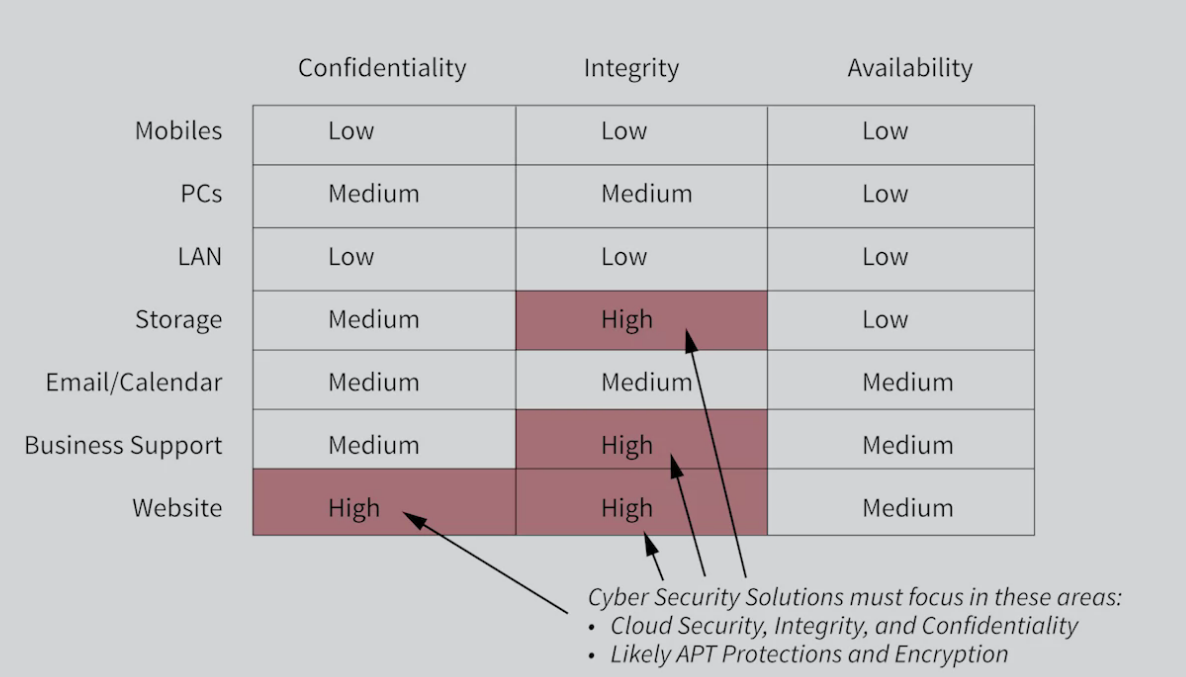 Confidentiality Integrity Availability
Mobiles Low Low Low
PCs Medium Medium Low
LAN Low Low Low
Storage Medium High Low
Email/Calendar Medium Medium Medium
Business Support Medium High Medium
Website High High Medium
Cyber Security Solutions must focus in these areas:
• Cloud Security, Integrity, and Confidentiality
• Likely APT Protections and Encryption